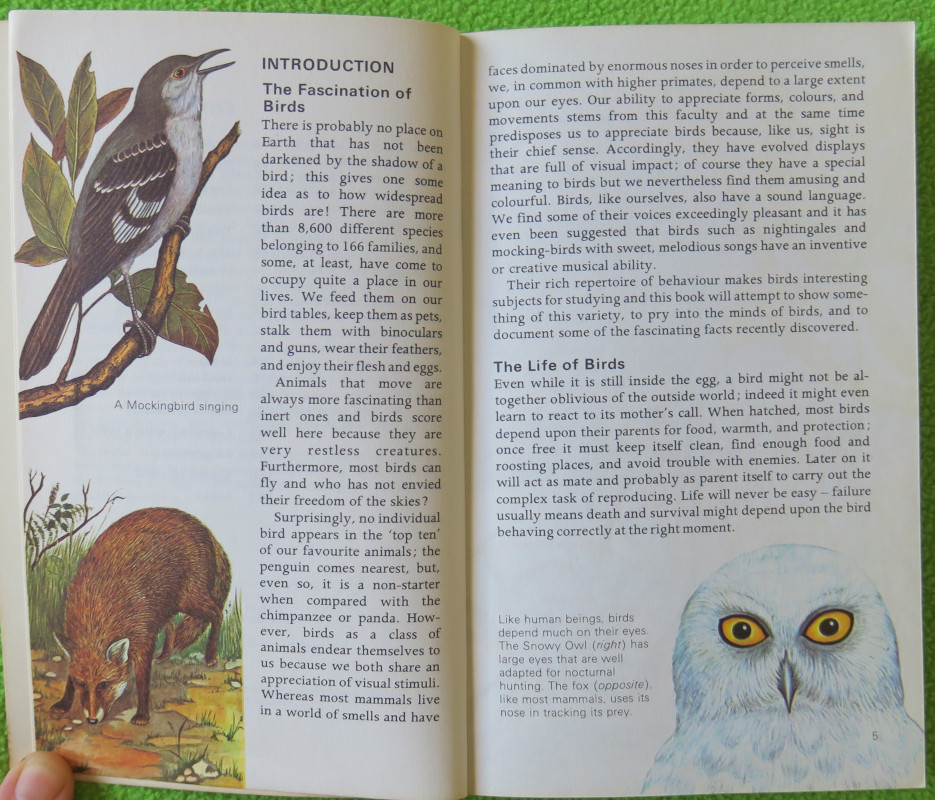 INTRODUCTION
The Fascination of
Birds
There is probably no place on
Earth that has not been
darkened by the shadow of a
bird; this gives one some
idea as to how widespread
birds are! There are more
than 8,600 different species
belonging to 166 families, and
some, at least, have come to
occupy quite a place in our
lives. We feed them on our
bird tables, keep them as pets,
stalk them with binoculars
and guns, wear their feathers,
and enjoy their flesh and eggs.
Animals that move are
always more fascinating than
inert ones and birds score
well here because they are
very restless creatures.
Furthermore, most birds can
fly and who has not envied
their freedom of the skies?
Surprisingly, no individual
bird appears in the 'top ten'
of our favourite animals; the
penguin comes nearest, but,
even so, it is a non-starter
when compared with the
chimpanzee or panda. How-
ever, birds as a class of
animals endear themselves to
us because we both share an
appreciation of visual stimuli.
Whereas most mammals live
in a world of smells and have
A Mockingbird singing
faces dominated by enormous noses in order to perceive smells,
we, in common with higher primates, depend to a large extent
upon our eyes. Our ability to appreciate forms, colours, and
movements stems from this faculty and at the same time
predisposes us to appreciate birds because, like us, sight is
their chief sense. Accordingly, they have evolved displays
that are full of visual impact; of course they have a special
meaning to birds but we nevertheless find them amusing and
colourful. Birds, like ourselves, also have a sound language.
We find some of their voices exceedingly pleasant and it has
even been suggested that birds such as nightingales and
mocking-birds with sweet, melodious songs have an inventive
or creative musical ability.
Their rich repertoire of behaviour makes birds interesting
subjects for studying and this book will attempt to show some-
thing of this variety, to pry into the minds of birds, and to
document some of the fascinating facts recently discovered.
The Life of Birds
Even while it is still inside the egg, a bird might not be al-
together oblivious of the outside world; indeed it might even
learn to react to its mother's call. When hatched, most birds
depend upon their parents for food, warmth, and protection;
once free it must keep itself clean, find enough food and
roosting places, and avoid trouble with enemies. Later on it
will act as mate and probably as parent itself to carry out the
complex task of reproducing. Life will never be easy – failure
usually means death and survival might depend upon the bird
behaving correctly at the right moment.
Like human beings, birds
depend much on their eyes.
The Snowy Owl (right) has
large eyes that are well
adapted for nocturnal
hunting. The fox (opposite),
like most mammals, uses its
nose in tracking its prey.
5